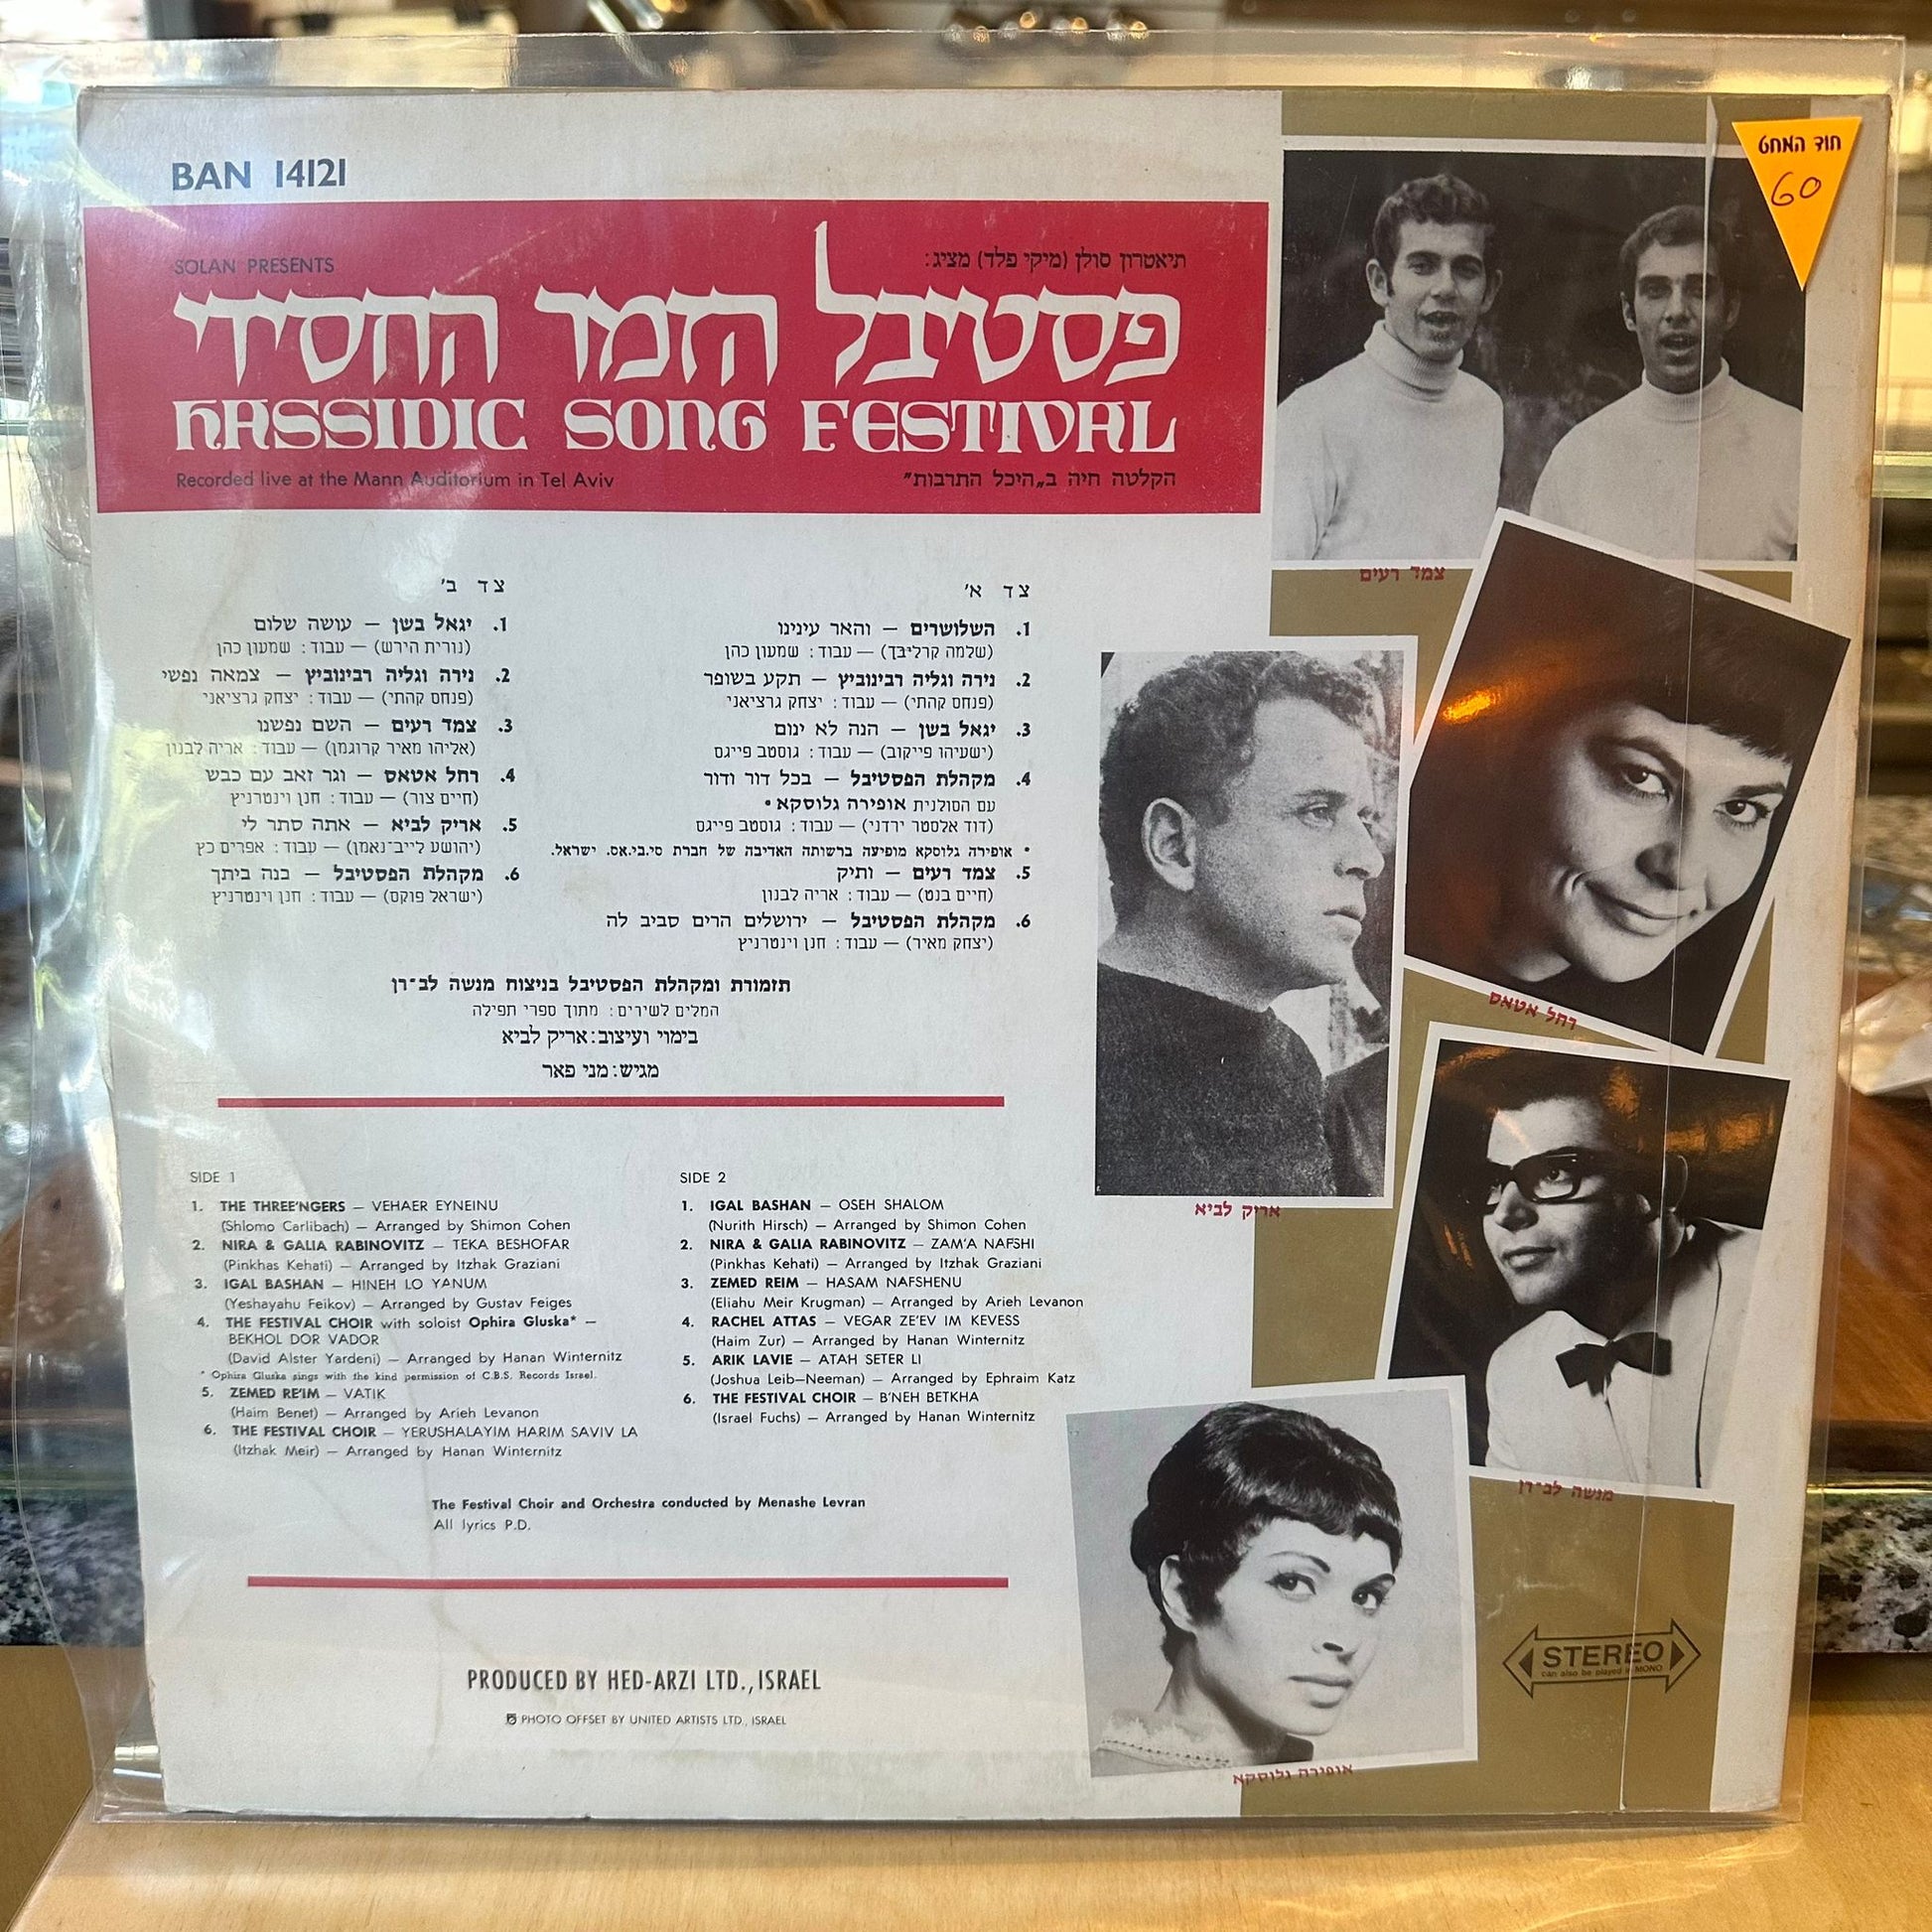 BAN 14121
חוד המחט
60
SOLAN PRESENTS
תיאטרון סולן (מיקי פלד) מציג:
פסטיבל הזמר החסידי
HASSIDIC SONG FESTIVAL
Recorded live at the Mann Auditorium in Tel Aviv
הקלטה חיה ב„היכל התרבות"
צד א'
1. השלושרים — והאר עינינו
(שלמה קרליבך) — עבוד: שמעון כהן
2. נירה וגליה רבינוביץ — תקע בשופר
(פנחס קהתי) — עבוד: יצחק גרציאני
3. יגאל בשן — הנה לא ינום
(ישעיהו פייקוב) — עבוד: גוסטב פייגס
4. מקהלת הפסטיבל — בכל דור ודור
עם הסולנית אופירה גלוסקא •
(דוד אלסטר ירדני) — עבוד: גוסטב פייגס
• אופירה גלוסקא מופיעה ברשותה האדיבה של חברת סי.בי.אס. ישראל.
5. צמד רעים — ותיק
(חיים בנט) — עבוד: אריה לבנון
6. מקהלת הפסטיבל — ירושלים הרים סביב לה
(יצחק מאיר) — עבוד: חנן וינטרניץ
צד ב'
1. יגאל בשן — עושה שלום
(נורית הירש) — עבוד: שמעון כהן
2. נירה וגליה רבינוביץ — צמאה נפשי
(פנחס קהתי) — עבוד: יצחק גרציאני
3. צמד רעים — השם נפשנו
(אליהו מאיר קרוגמן) — עבוד: אריה לבנון
4. רחל אטאס — וגר זאב עם כבש
(חיים צור) — עבוד: חנן וינטרניץ
5. אריק לביא — אתה סתר לי
(יהושע לייב־נאמן) — עבוד: אפרים כץ
6. מקהלת הפסטיבל — בנה ביתך
(ישראל פוקס) — עבוד: חנן וינטרניץ
תזמורת ומקהלת הפסטיבל בניצוח מנשה לב־רן
המלים לשירים: מתוך ספרי תפילה
בימוי ועיצוב: אריק לביא
מגיש: מני פאר
SIDE 1
1. THE THREE'NGERS — VEHAER EYNEINU
(Shlomo Carlibach) — Arranged by Shimon Cohen
2. NIRA & GALIA RABINOVITZ — TEKA BESHOFAR
(Pinkhas Kehati) — Arranged by Itzhak Graziani
3. IGAL BASHAN — HINEH LO YANUM
(Yeshayahu Feikov) — Arranged by Gustav Feiges
4. THE FESTIVAL CHOIR with soloist Ophira Gluska* —
BEKHOL DOR VADOR
(David Alster Yardeni) — Arranged by Hanan Winternitz
* Ophira Gluska sings with the kind permission of C.B.S. Records Israel.
5. ZEMED RE'IM — VATIK
(Haim Benet) — Arranged by Arieh Levanon
6. THE FESTIVAL CHOIR — YERUSHALAYIM HARIM SAVIV LA
(Itzhak Meir) — Arranged by Hanan Winternitz
SIDE 2
1. IGAL BASHAN — OSEH SHALOM
(Nurith Hirsch) — Arranged by Shimon Cohen
2. NIRA & GALIA RABINOVITZ — ZAM'A NAFSHI
(Pinkhas Kehati) — Arranged by Itzhak Graziani
3. ZEMED REIM — HASAM NAFSHENU
(Eliahu Meir Krugman) — Arranged by Arieh Levanon
4. RACHEL ATTAS — VEGAR ZE'EV IM KEVESS
(Haim Zur) — Arranged by Hanan Winternitz
5. ARIK LAVIE — ATAH SETER LI
(Joshua Leib—Neeman) — Arranged by Ephraim Katz
6. THE FESTIVAL CHOIR — B'NEH BETKHA
(Israel Fuchs) — Arranged by Hanan Winternitz
The Festival Choir and Orchestra conducted by Menashe Levran
All lyrics P.D.
PRODUCED BY HED-ARZI LTD., ISRAEL
PHOTO OFFSET BY UNITED ARTISTS LTD., ISRAEL
צמד רעים
רחל אטאס
אריק לביא
מנשה לב־רן
אופירה גלוסקא
STEREO
can also be played in MONO